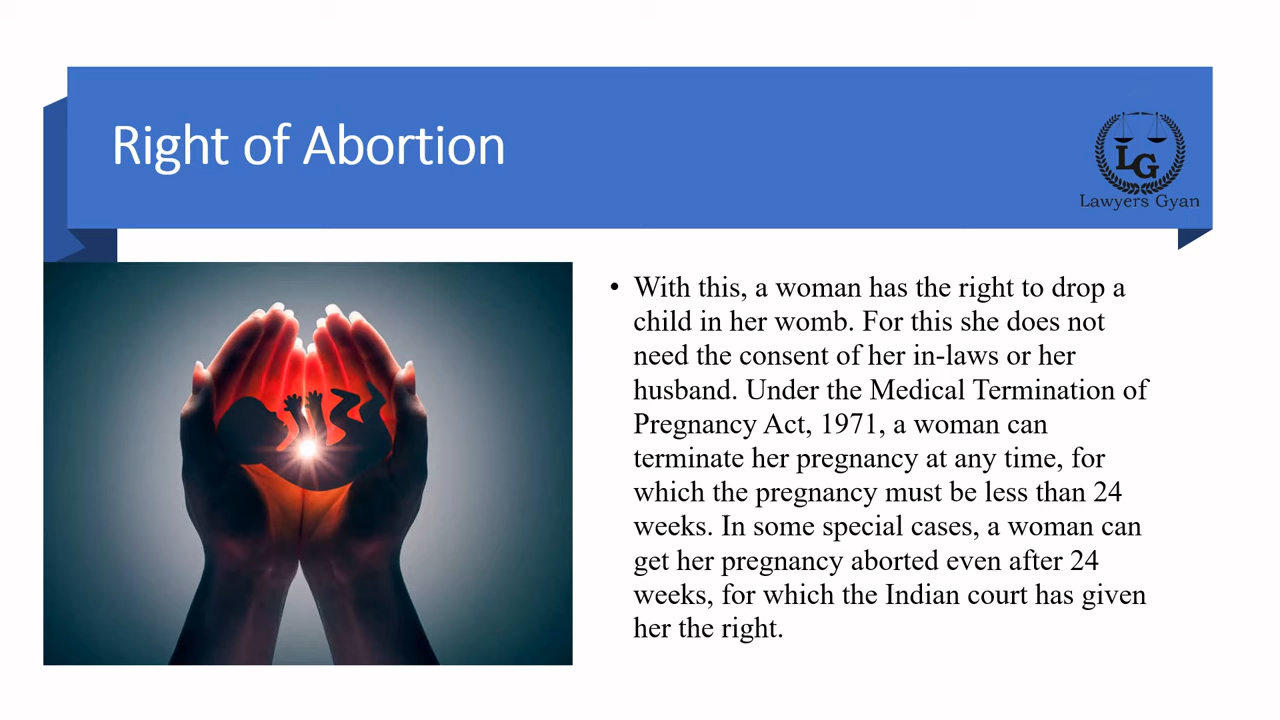 Right of Abortion
LG
Lawyers Gyan
• With this, a woman has the right to drop a
child in her womb. For this she does not
need the consent of her in-laws or her
husband. Under the Medical Termination of
Pregnancy Act, 1971, a woman can
terminate her pregnancy at any time, for
which the pregnancy must be less than 24
weeks. In some special cases, a woman can
get her pregnancy aborted even after 24
weeks, for which the Indian court has given
her the right.